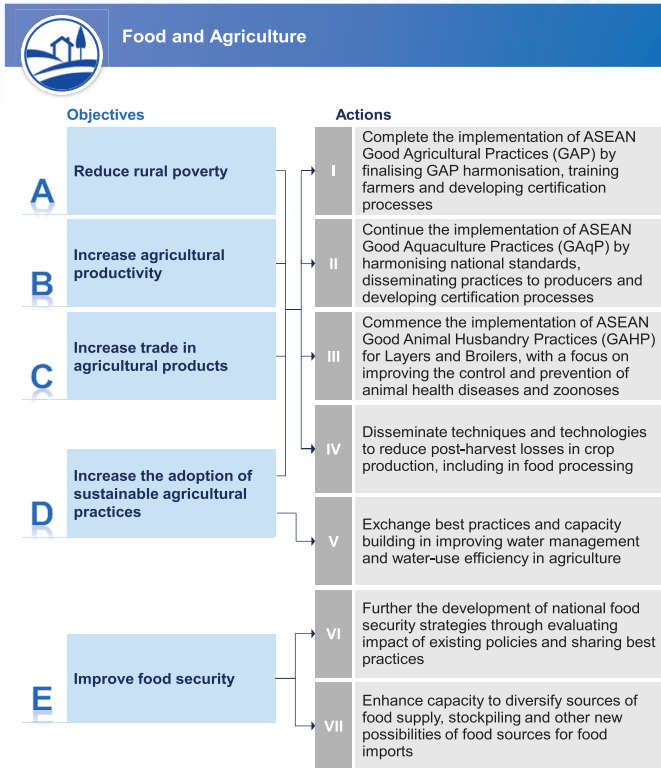 Food and Agriculture
Objectives
Actions
A
Reduce rural poverty
I
Complete the implementation of ASEAN
Good Agricultural Practices (GAP) by
finalising GAP harmonisation, training
farmers and developing certification
processes
B
Increase agricultural
productivity
II
Continue the implementation of ASEAN
Good Aquaculture Practices (GAqP) by
harmonising national standards,
disseminating practices to producers and
developing certification processes
C
Increase trade in
agricultural products
III
Commence the implementation of ASEAN
Good Animal Husbandry Practices (GAHP)
for Layers and Broilers, with a focus on
improving the control and prevention of
animal health diseases and zoonoses
D
Increase the adoption of
sustainable agricultural
practices
IV
Disseminate techniques and technologies
to reduce post-harvest losses in crop
production, including in food processing
V
Exchange best practices and capacity
building in improving water management
and water-use efficiency in agriculture
E
Improve food security
VI
Further the development of national food
security strategies through evaluating
impact of existing policies and sharing best
practices
VII
Enhance capacity to diversify sources of
food supply, stockpiling and other new
possibilities of food sources for food
imports